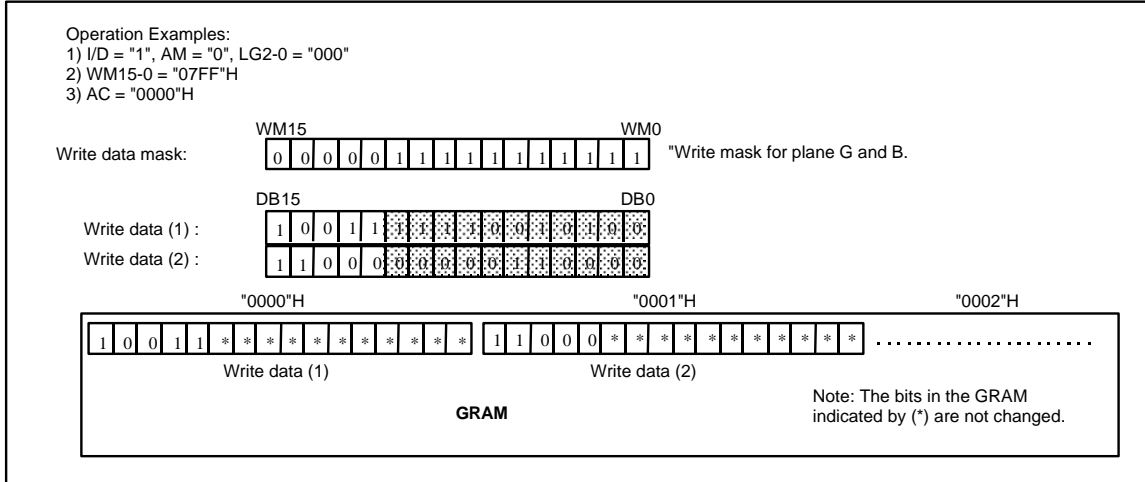 Operation Examples:
1) I/D = "1", AM = "0", LG2-0 = "000"
2) WM15-0 = "07FF"H
3) AC = "0000"H
WM15 WM0
Write data mask: 0 0 0 0 0 1 1 1 1 1 1 1 1 1 1 1 "Write mask for plane G and B.
DB15 DB0
Write data (1) : 1 0 0 1 1 1 1 1 1 0 0 1 0 1 0 0
Write data (2) : 1 1 0 0 0 0 0 0 0 0 1 1 0 0 0 0
"0000"H "0001"H "0002"H
1 0 0 1 1 * * * * * * * * * * * 1 1 0 0 0 * * * * * * * * * * * ......................
Write data (1) Write data (2)
GRAM
Note: The bits in the GRAM
indicated by (*) are not changed.